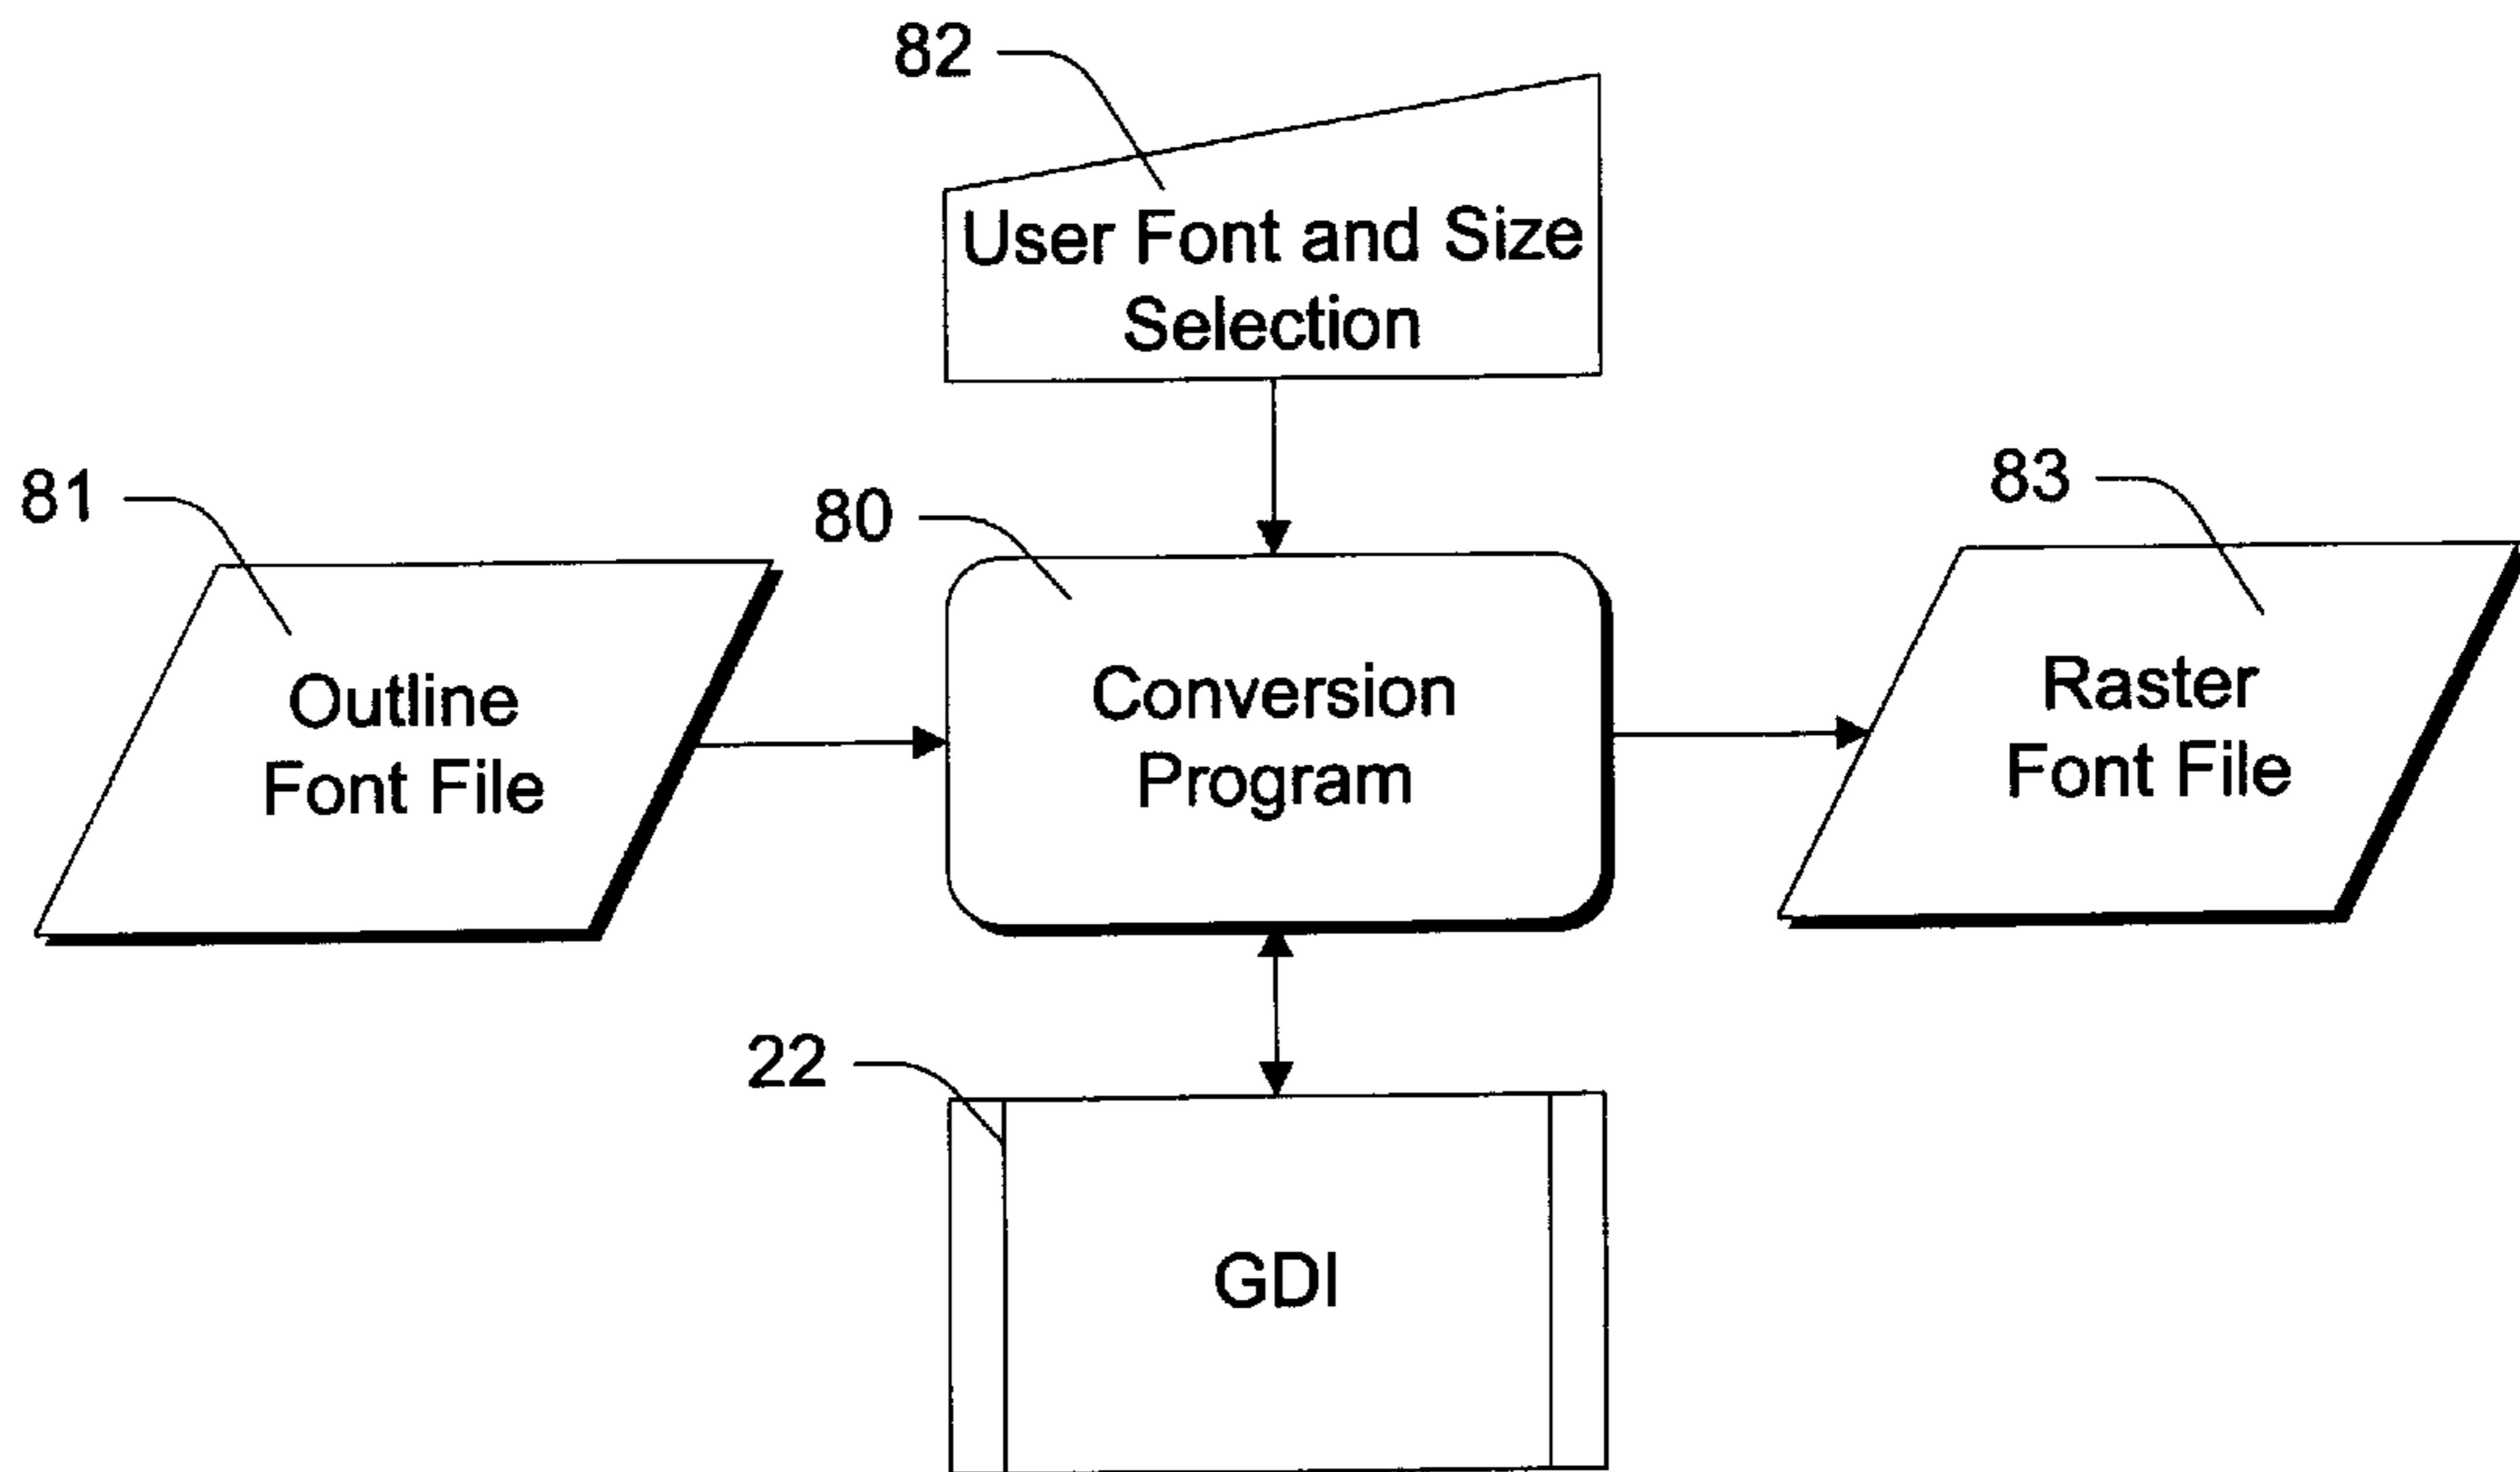 82
User Font and Size
Selection
81
80
83
Outline
Font File
Conversion
Program
Raster
Font File
22
GDI